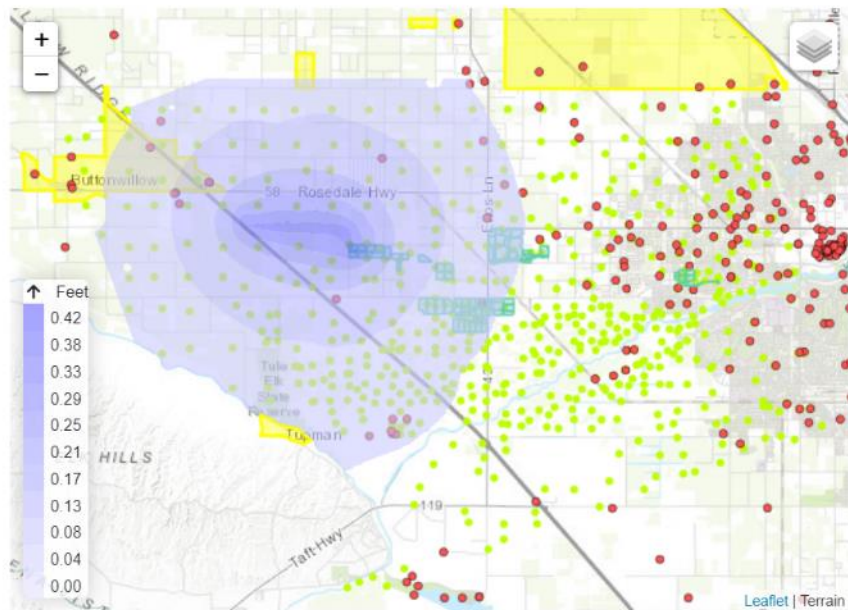 +
−
Buttonwillow
58
Rosedale Hwy
Enos Ln
↑ Feet
0.42
0.38
0.33
0.29
0.25
0.21
0.17
0.13
0.08
0.04
0.00
43
Tule
Elk
State
Reserve
Tupman
HILLS
119
Taft Hwy
Leaflet | Terrain